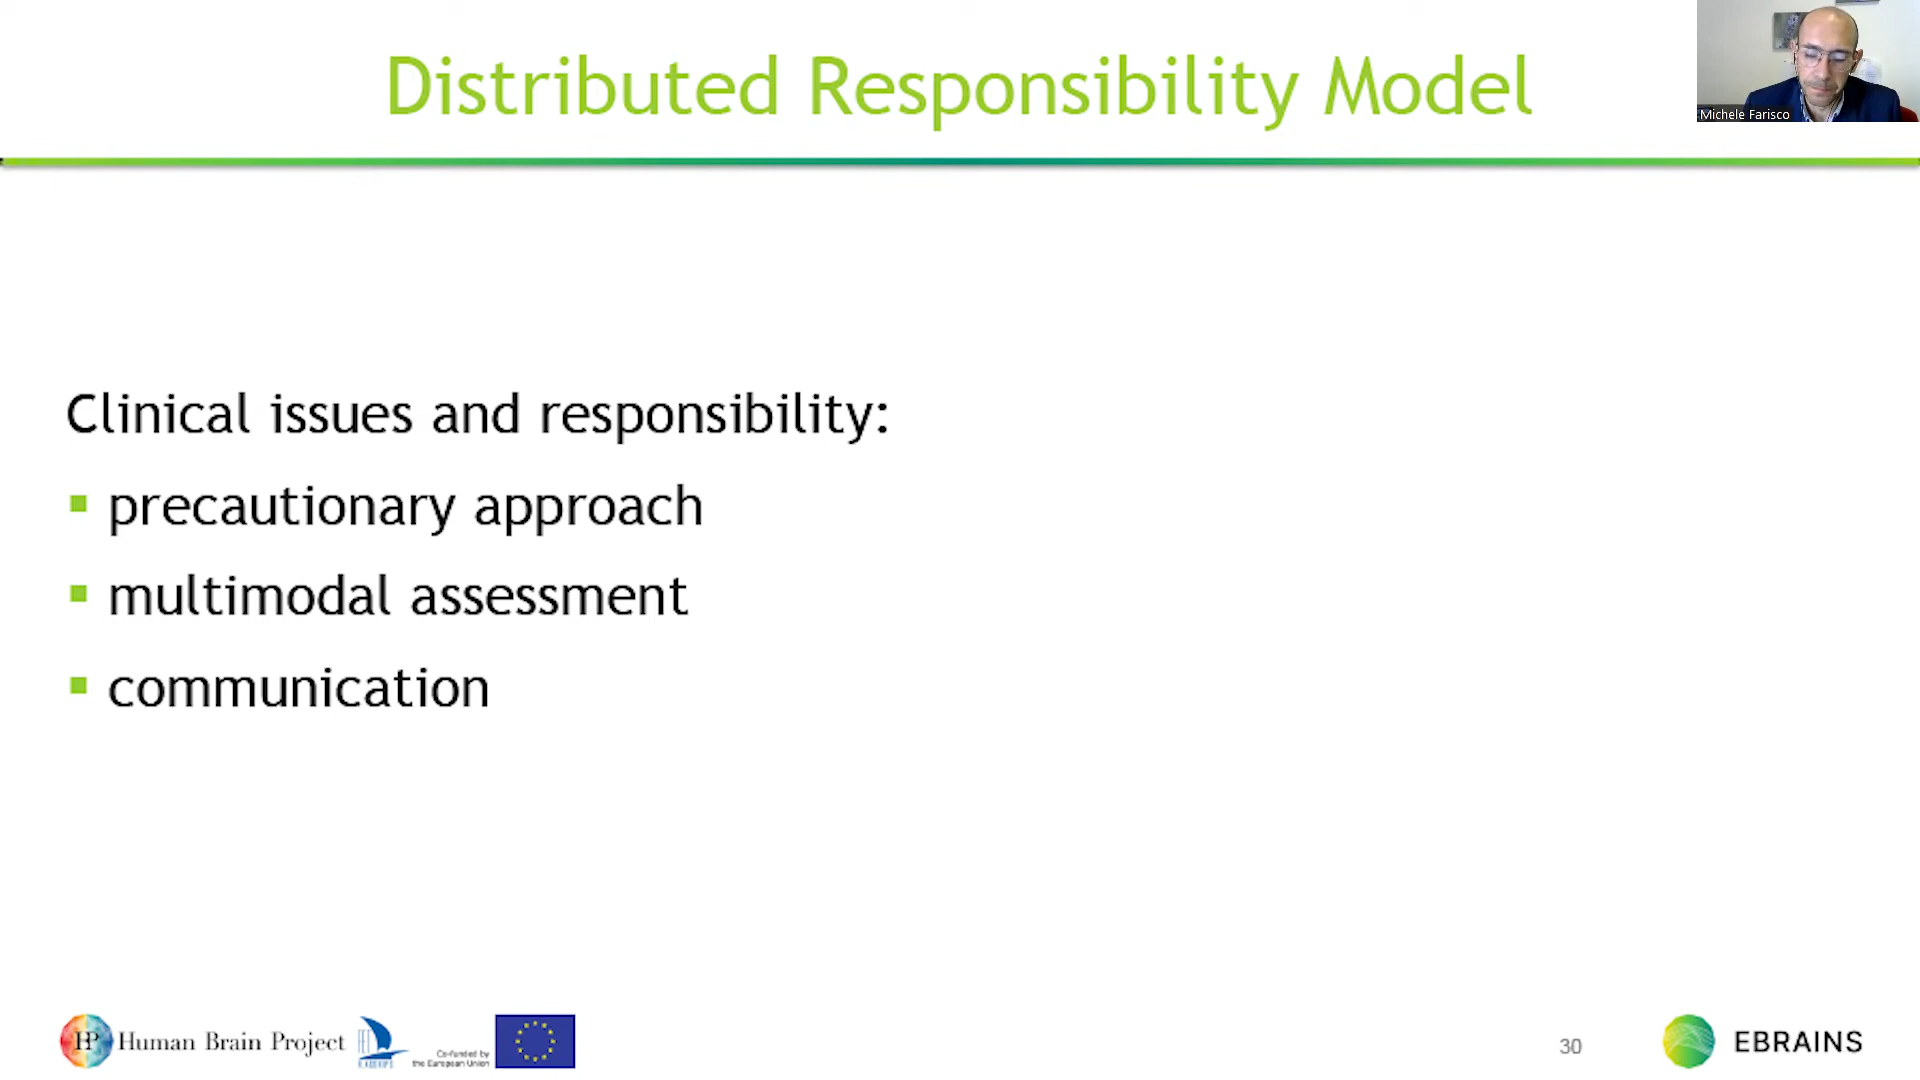 Distributed Responsibility Model
Michele Farisco
Clinical issues and responsibility:
▪ precautionary approach
▪ multimodal assessment
▪ communication
HP Human Brain Project
Co-funded by
the European Union
30
EBRAINS